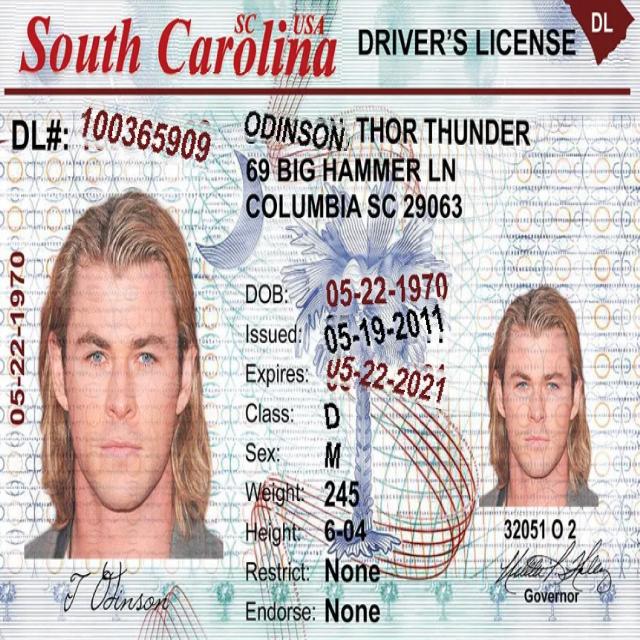 South Carolina
SC USA
DRIVER'S LICENSE
DL
DL#: 100365909
ODINSON, THOR THUNDER
69 BIG HAMMER LN
COLUMBIA SC 29063
05-22-1970
DOB: 05-22-1970
Issued: 05-19-2011
Expires: 05-22-2021
Class: D
Sex: M
Weight: 245
Height: 6-04
Restrict: None
Endorse: None
T Odinson
32051 O 2
Governor